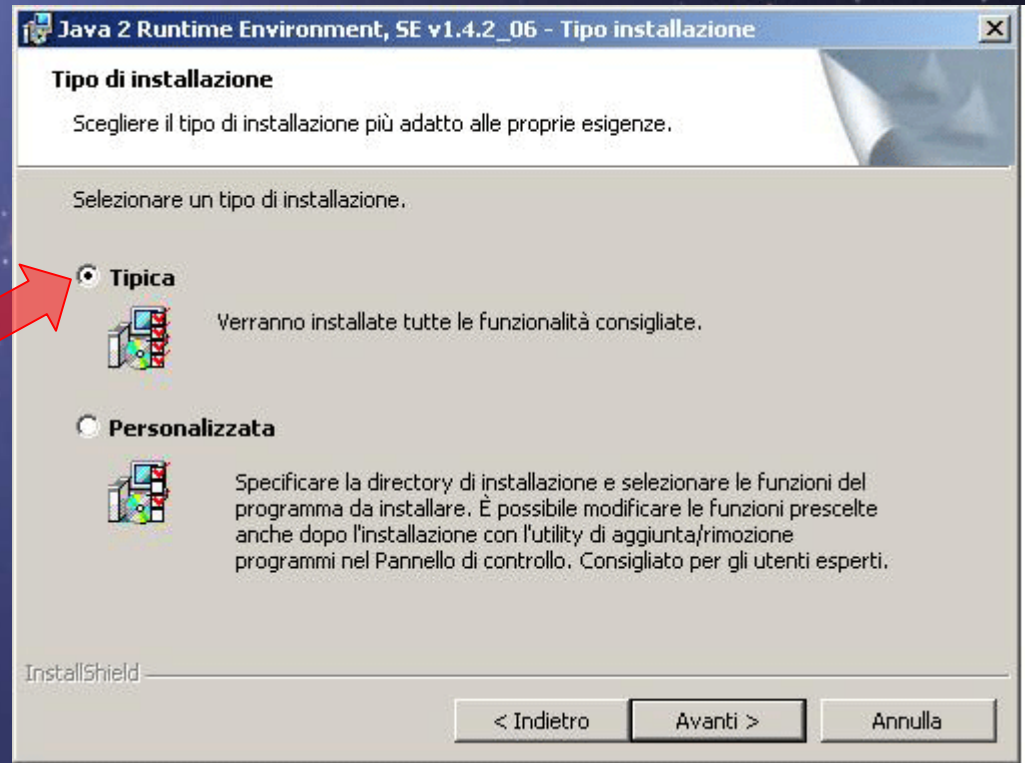 Java 2 Runtime Environment, SE v1.4.2_06 - Tipo installazione
Tipo di installazione
Scegliere il tipo di installazione più adatto alle proprie esigenze.
Selezionare un tipo di installazione.
Tipica
Verranno installate tutte le funzionalità consigliate.
Personalizzata
Specificare la directory di installazione e selezionare le funzioni del
programma da installare. È possibile modificare le funzioni prescelte
anche dopo l'installazione con l'utility di aggiunta/rimozione
programmi nel Pannello di controllo. Consigliato per gli utenti esperti.
InstallShield
< Indietro
Avanti >
Annulla